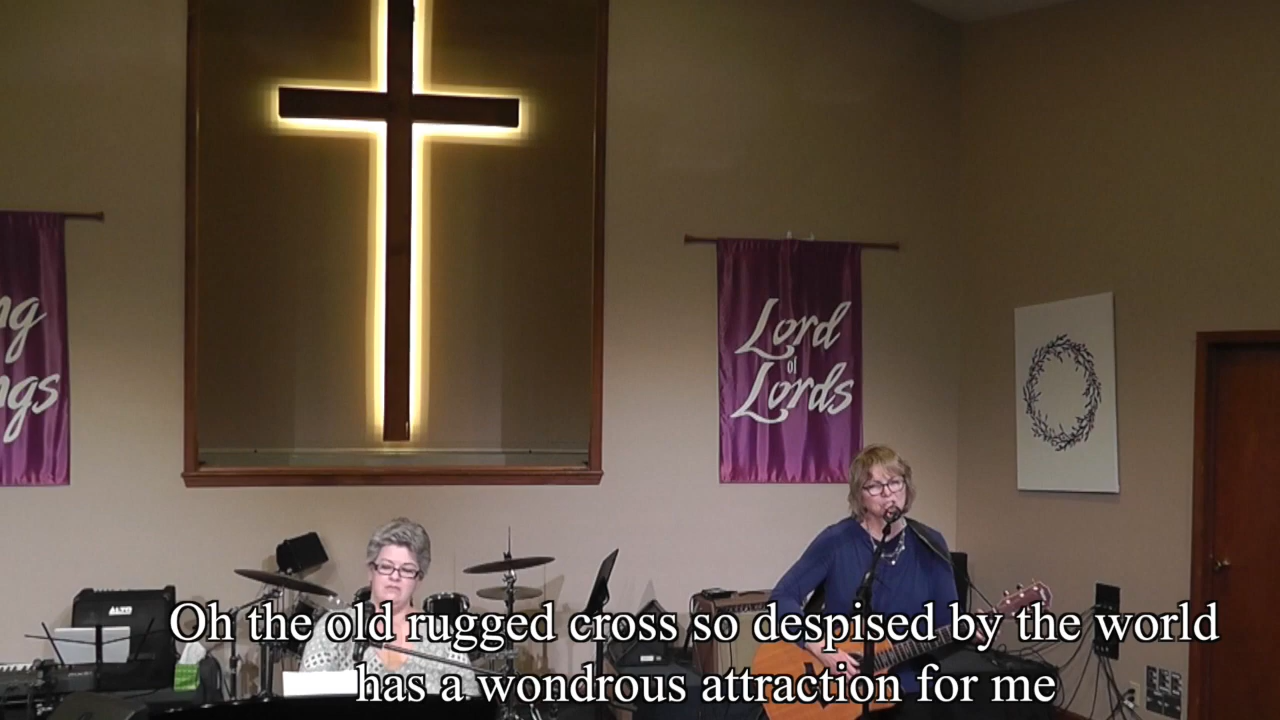 ng
ngs
Lord
of
Lords
ALTO
Oh the old rugged cross so despised by the world
has a wondrous attraction for me